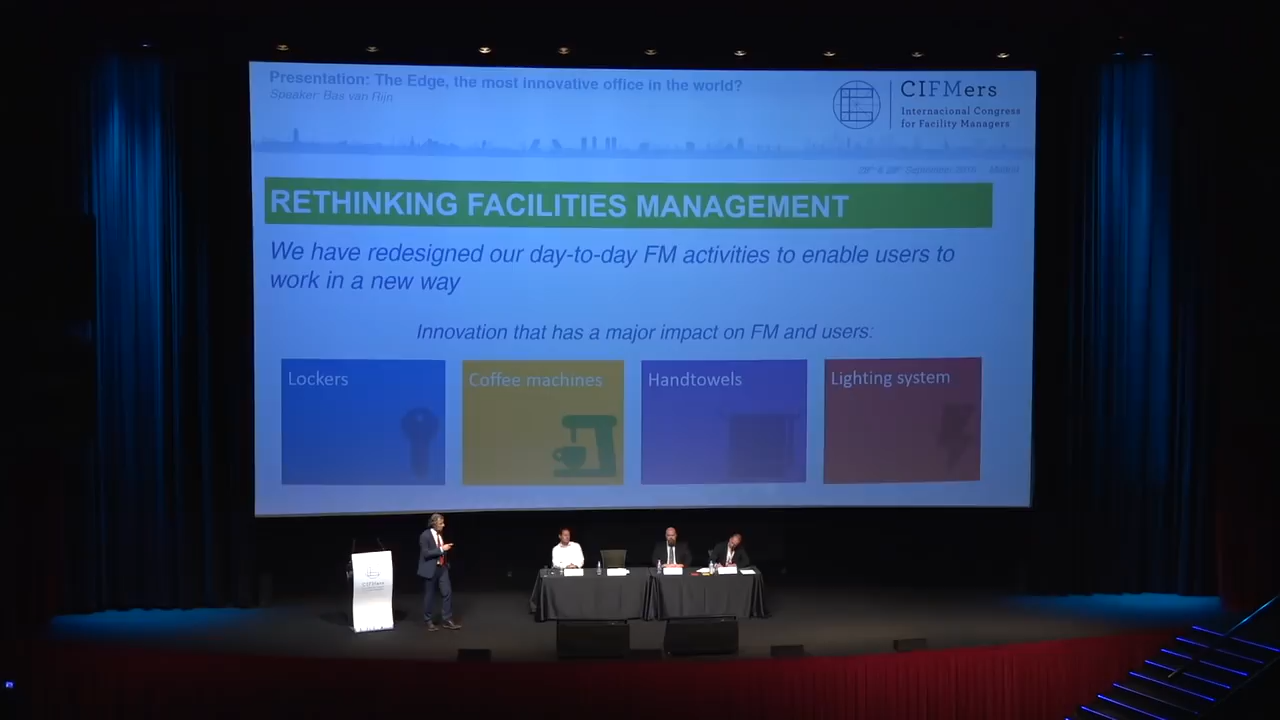 Presentation: The Edge, the most innovative office in the world?
Speaker: Bas van Rijn
CIFMers
Internacional Congress
for Facility Managers
RETHINKING FACILITIES MANAGEMENT
We have redesigned our day-to-day FM activities to enable users to
work in a new way
Innovation that has a major impact on FM and users:
Lockers
Coffee machines
Handtowels
Lighting system
CIFMers